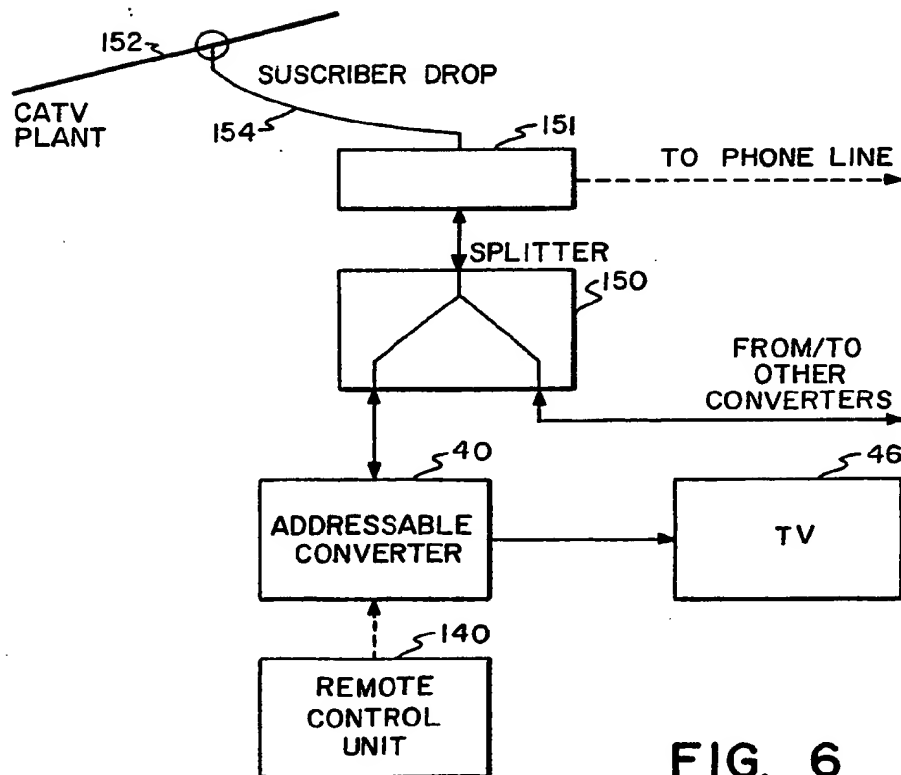 152
SUSCRIBER DROP
CATV
PLANT
154
151
TO PHONE LINE
SPLITTER
150
FROM/TO
OTHER
CONVERTERS
40
ADDRESSABLE
CONVERTER
46
TV
140
REMOTE
CONTROL
UNIT
FIG. 6